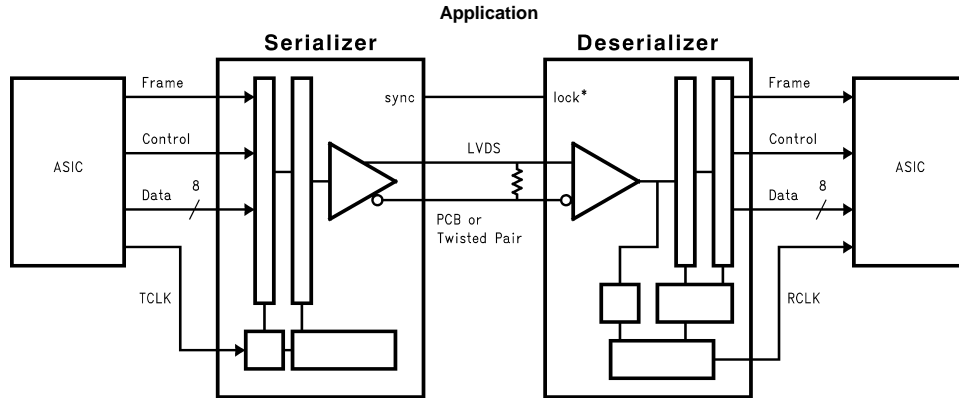 Application
Serializer
Deserializer
ASIC
Frame
Control
Data
8
TCLK
sync
LVDS
PCB or
Twisted Pair
lock*
Frame
Control
Data
8
RCLK
ASIC